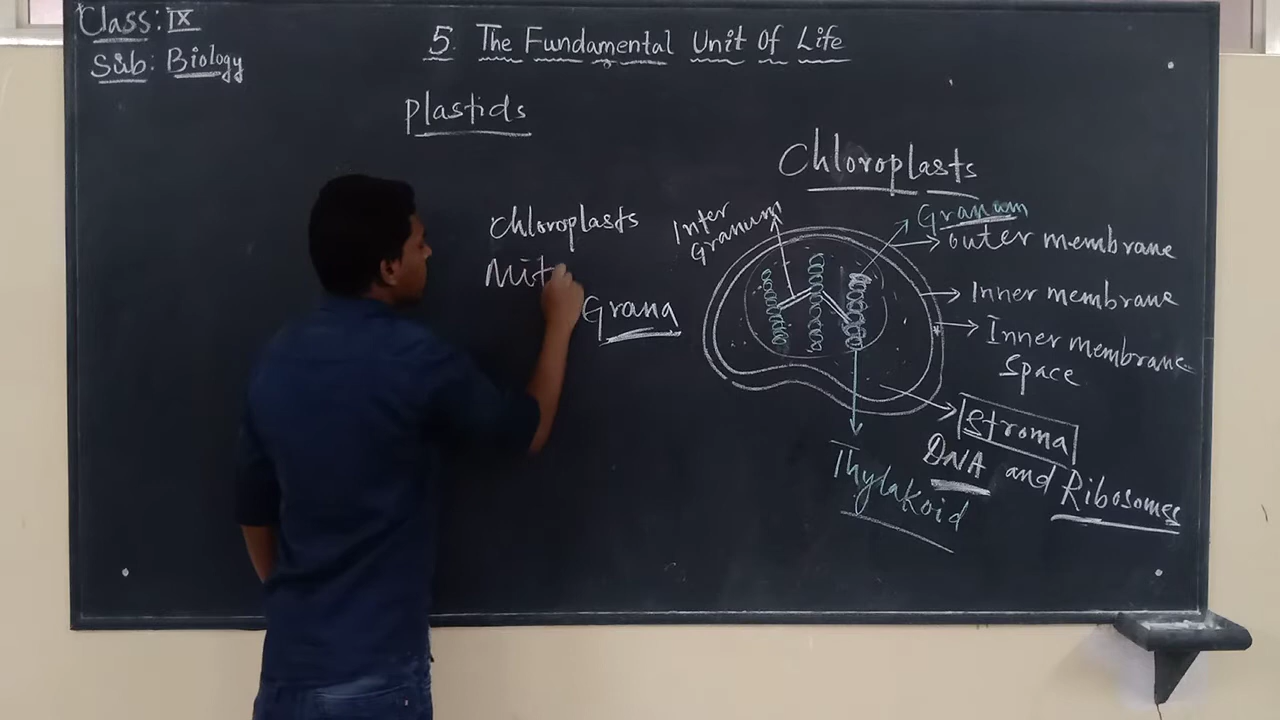 Class: IX
Sub: Biology
5. The Fundamental Unit Of Life
Plastids
Chloroplasts
Chloroplasts
Mit
Grana
Inter
Granum
Granum
Outer membrane
Inner membrane
Inner membrane
Space
Stroma
DNA and Ribosomes
Thylakoid